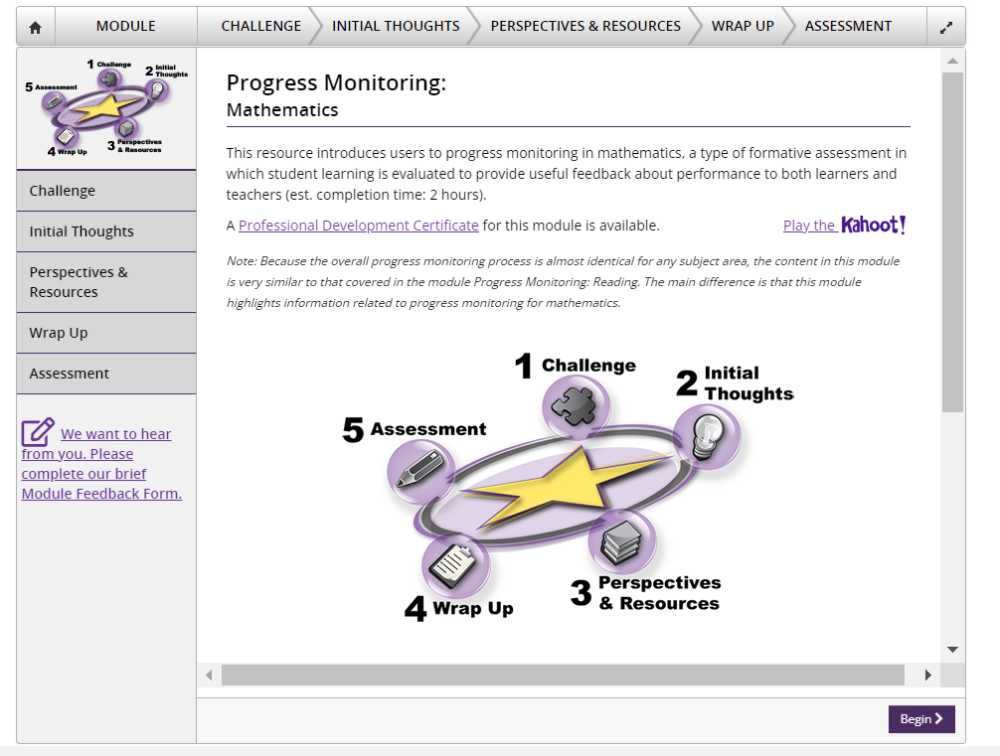 MODULE
CHALLENGE
INITIAL THOUGHTS
PERSPECTIVES & RESOURCES
WRAP UP
ASSESSMENT
1 Challenge
2 Initial
Thoughts
5 Assessment
4 Wrap Up
3 Perspectives
& Resources
Challenge
Initial Thoughts
Perspectives &
Resources
Wrap Up
Assessment
We want to hear
from you. Please
complete our brief
Module Feedback Form.
Progress Monitoring:
Mathematics
This resource introduces users to progress monitoring in mathematics, a type of formative assessment in
which student learning is evaluated to provide useful feedback about performance to both learners and
teachers (est. completion time: 2 hours).
A Professional Development Certificate for this module is available.
Play the Kahoot!
Note: Because the overall progress monitoring process is almost identical for any subject area, the content in this module
is very similar to that covered in the module Progress Monitoring: Reading. The main difference is that this module
highlights information related to progress monitoring for mathematics.
1 Challenge
2 Initial
Thoughts
5 Assessment
3 Perspectives
& Resources
4 Wrap Up
Begin